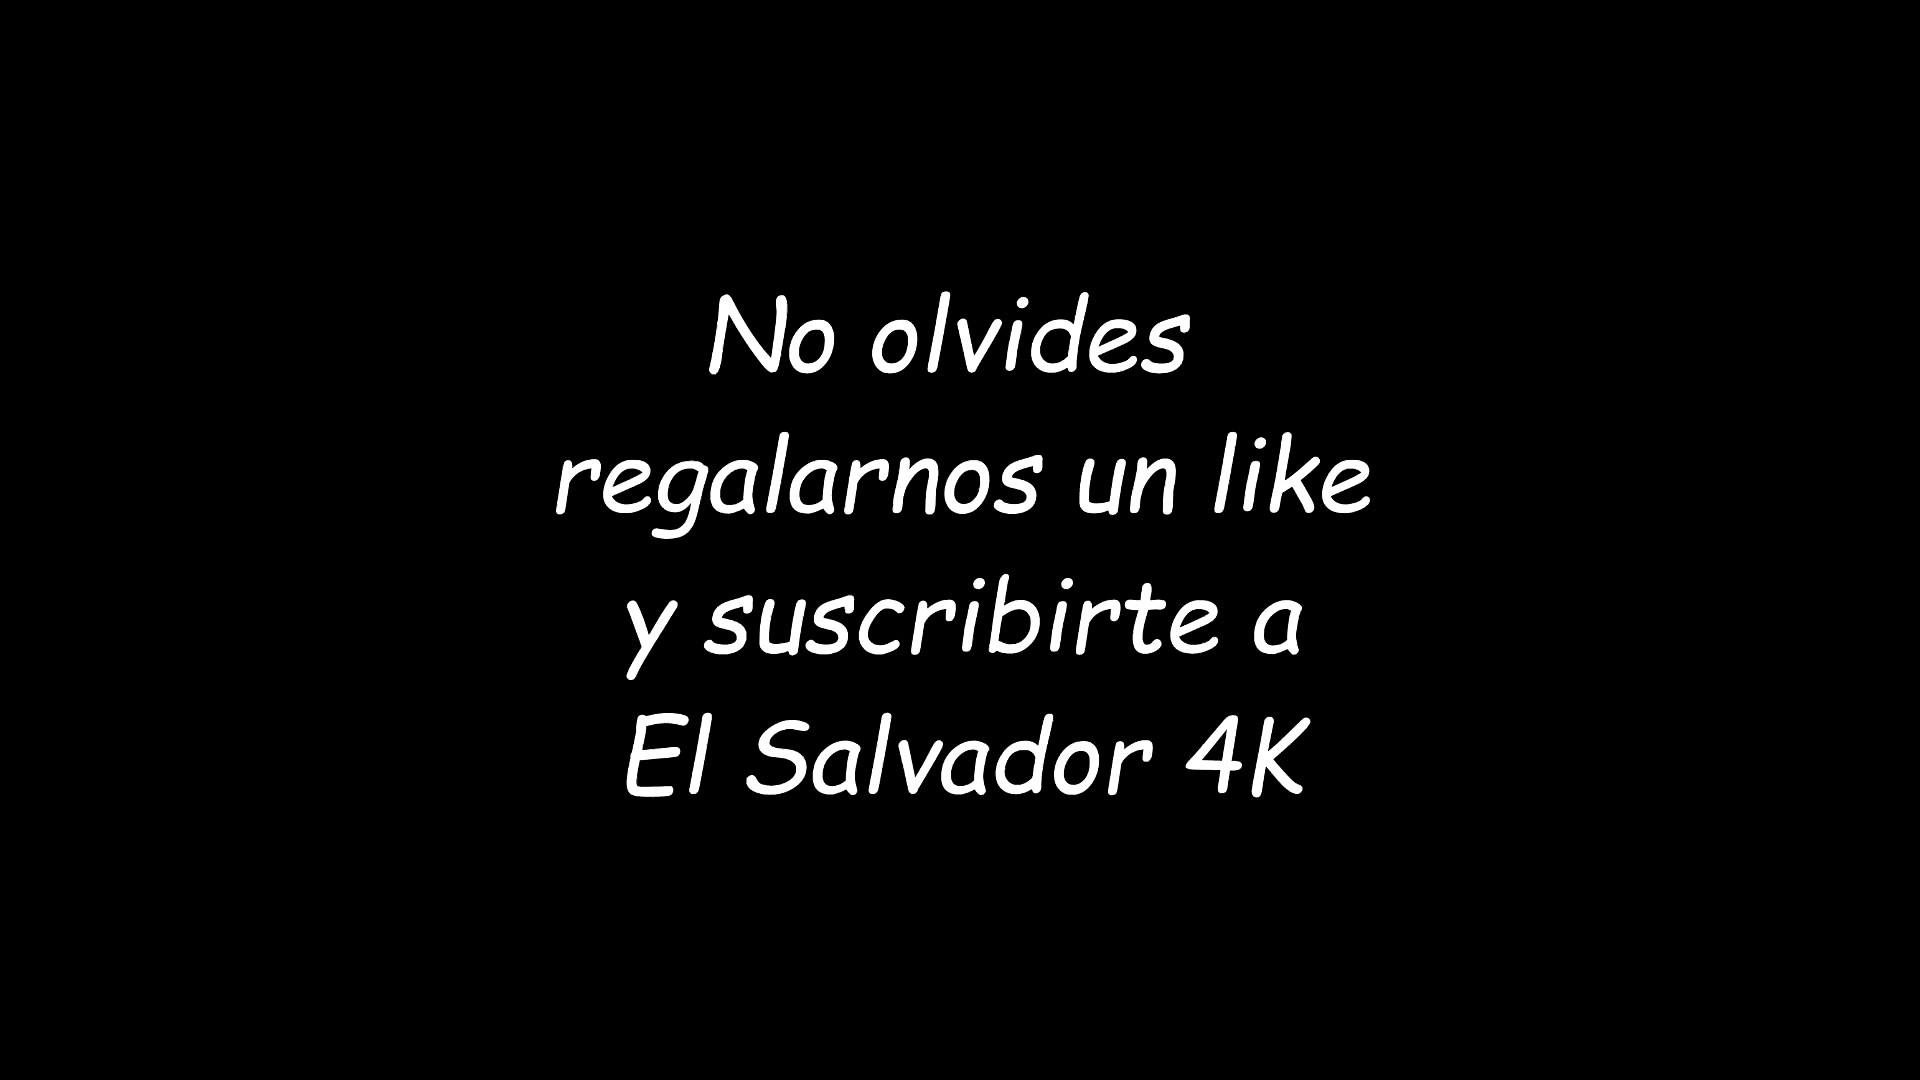 No olvides
regalarnos un like
y suscribirte a
El Salvador 4K